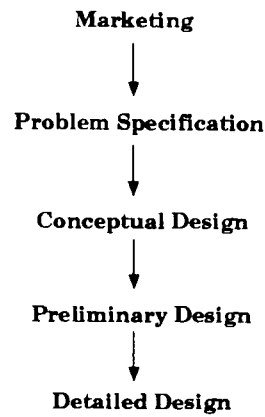 Marketing
Problem Specification
Conceptual Design
Preliminary Design
Detailed Design